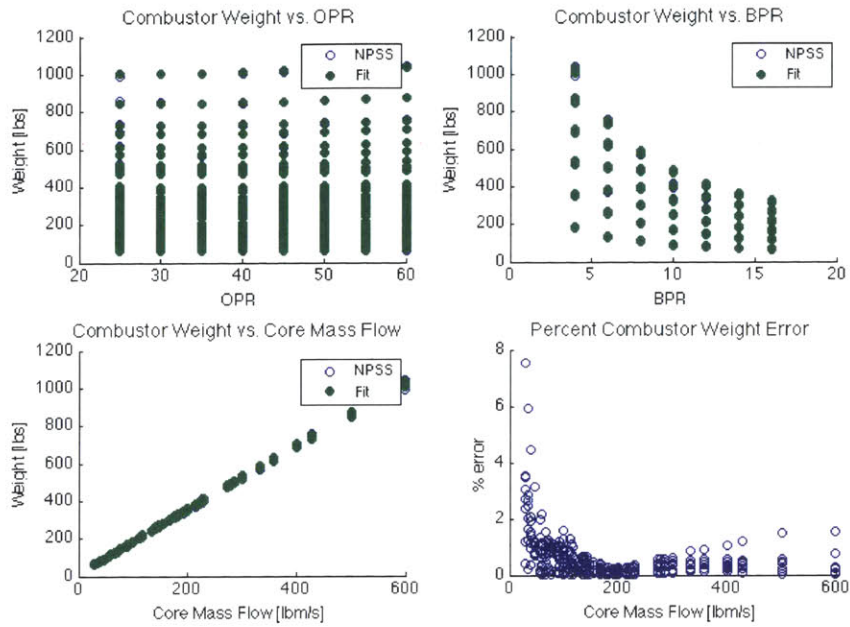 Combustor Weight vs. OPR
1200
1000
800
600
400
200
0
20
30
40
50
60
Weight [lbs]
OPR
NPSS
Fit
Combustor Weight vs. BPR
1200
1000
800
600
400
200
0
0
5
10
15
20
Weight [lbs]
BPR
NPSS
Fit
Combustor Weight vs. Core Mass Flow
1200
1000
800
600
400
200
0
0
200
400
600
Weight [lbs]
Core Mass Flow [lbm/s]
NPSS
Fit
Percent Combustor Weight Error
8
6
4
2
0
0
200
400
600
% error
Core Mass Flow [lbm/s]